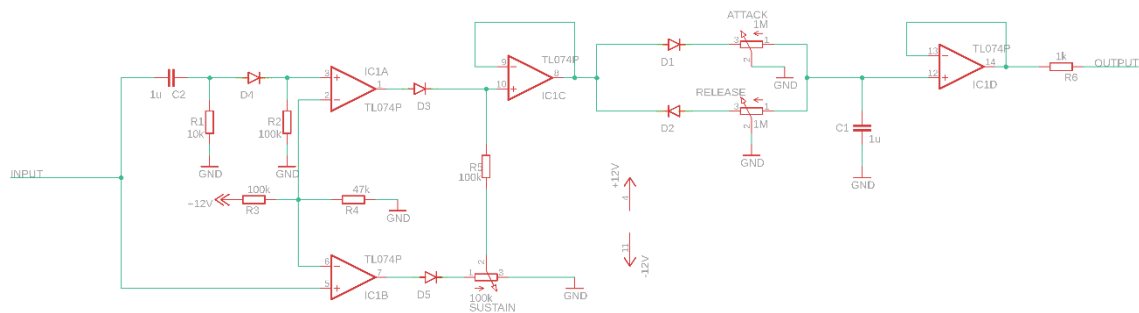 ATTACK
1M
3
1
2
D1
GND
9
10
8
TL074P
IC1C
13
12
14
TL074P
IC1D
1k
R6
OUTPUT
1u
C2
D4
IC1A
3
2
1
TL074P
D3
R1
10k
R2
100k
GND
GND
RELEASE
3
1
2
1M
D2
GND
C1
1u
GND
INPUT
R5
100k
+12V
4
11
-12V
100k
R3
47k
R4
GND
6
5
7
TL074P
IC1B
D5
1
2
3
100k
SUSTAIN
GND